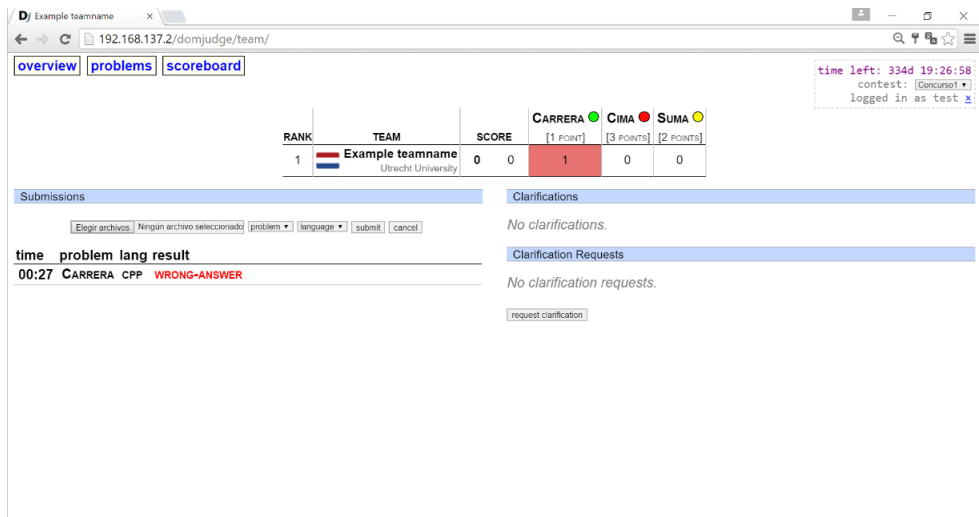 Dj Example teamname ×
192.168.137.2/domjudge/team/
overview problems scoreboard
time left: 334d 19:26:58
contest: Concurso1
logged in as test x
CARRERA CIMA SUMA
RANK TEAM SCORE [1 POINT] [3 POINTS] [2 POINTS]
1 Example teamname 0 0 1 0 0
Utrecht University
Submissions
Elegir archivos Ningún archivo seleccionado problem language submit cancel
time problem lang result
00:27 CARRERA CPP WRONG-ANSWER
Clarifications
No clarifications.
Clarification Requests
No clarification requests.
request clarification